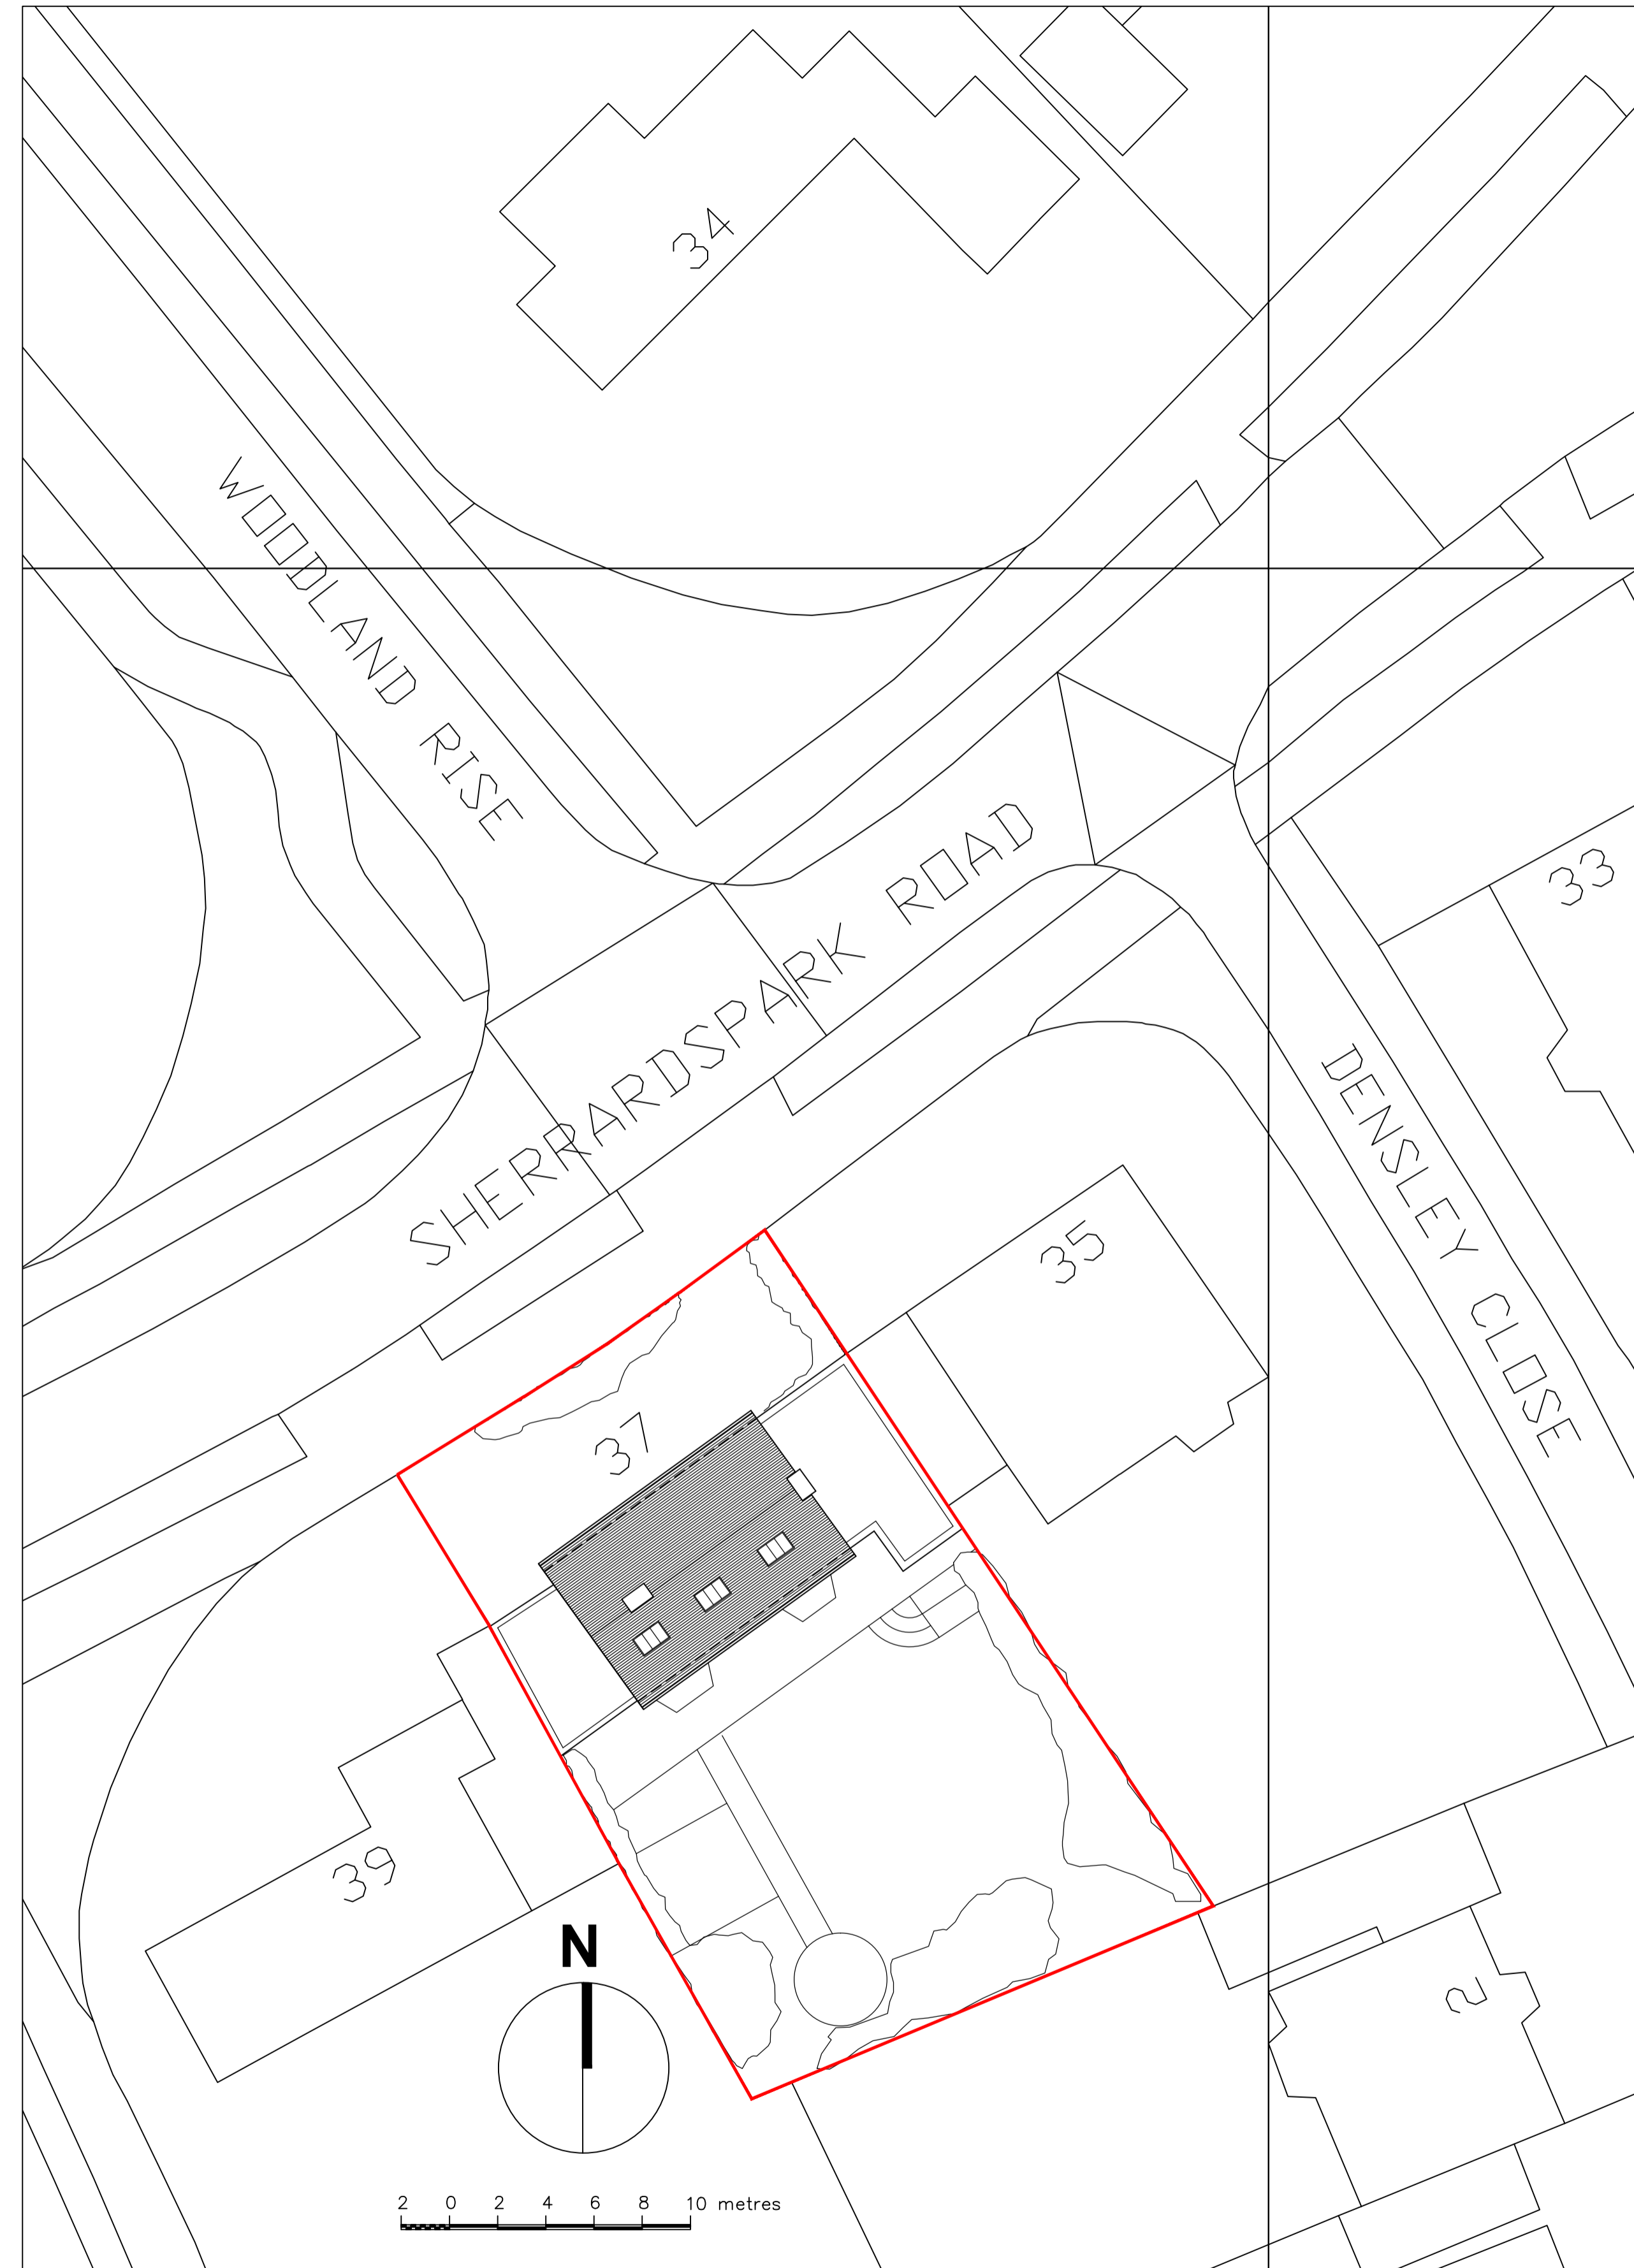 34
WOODLAND RISE
SHERRARDSPARK ROAD
33
DENSLEY CLOSE
35
37
39
N
2
2 0 2 4 6 8 10 metres